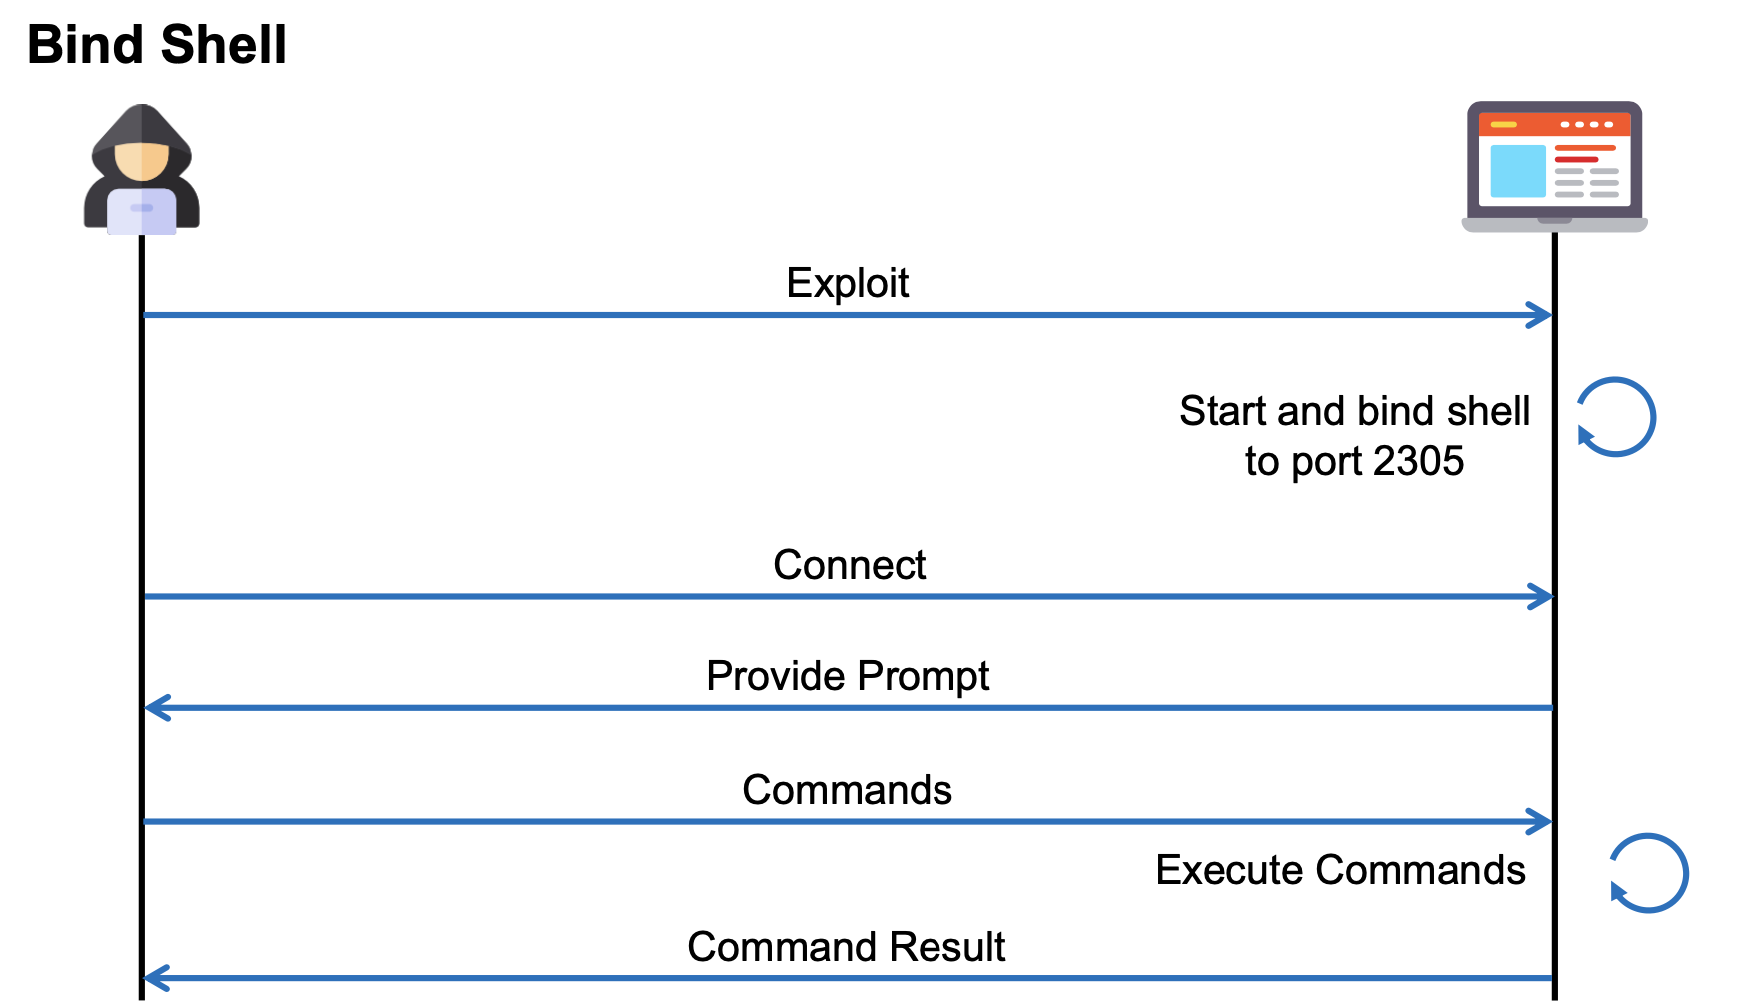 Bind Shell
Exploit
Start and bind shell
to port 2305
Connect
Provide Prompt
Commands
Execute Commands
Command Result